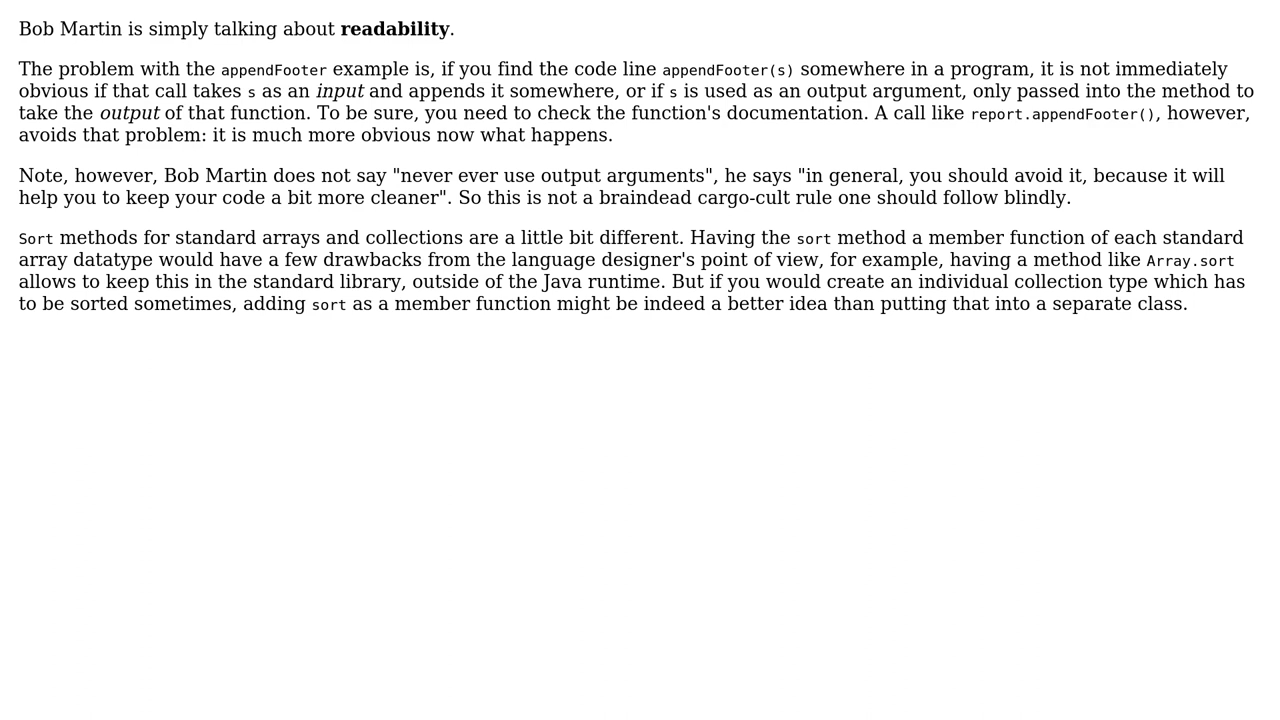 Bob Martin is simply talking about readability.
The problem with the appendFooter example is, if you find the code line appendFooter(s) somewhere in a program, it is not immediately
obvious if that call takes s as an input and appends it somewhere, or if s is used as an output argument, only passed into the method to
take the output of that function. To be sure, you need to check the function's documentation. A call like report.appendFooter(), however,
avoids that problem: it is much more obvious now what happens.
Note, however, Bob Martin does not say "never ever use output arguments", he says "in general, you should avoid it, because it will
help you to keep your code a bit more cleaner". So this is not a braindead cargo-cult rule one should follow blindly.
Sort methods for standard arrays and collections are a little bit different. Having the sort method a member function of each standard
array datatype would have a few drawbacks from the language designer's point of view, for example, having a method like Array.sort
allows to keep this in the standard library, outside of the Java runtime. But if you would create an individual collection type which has
to be sorted sometimes, adding sort as a member function might be indeed a better idea than putting that into a separate class.